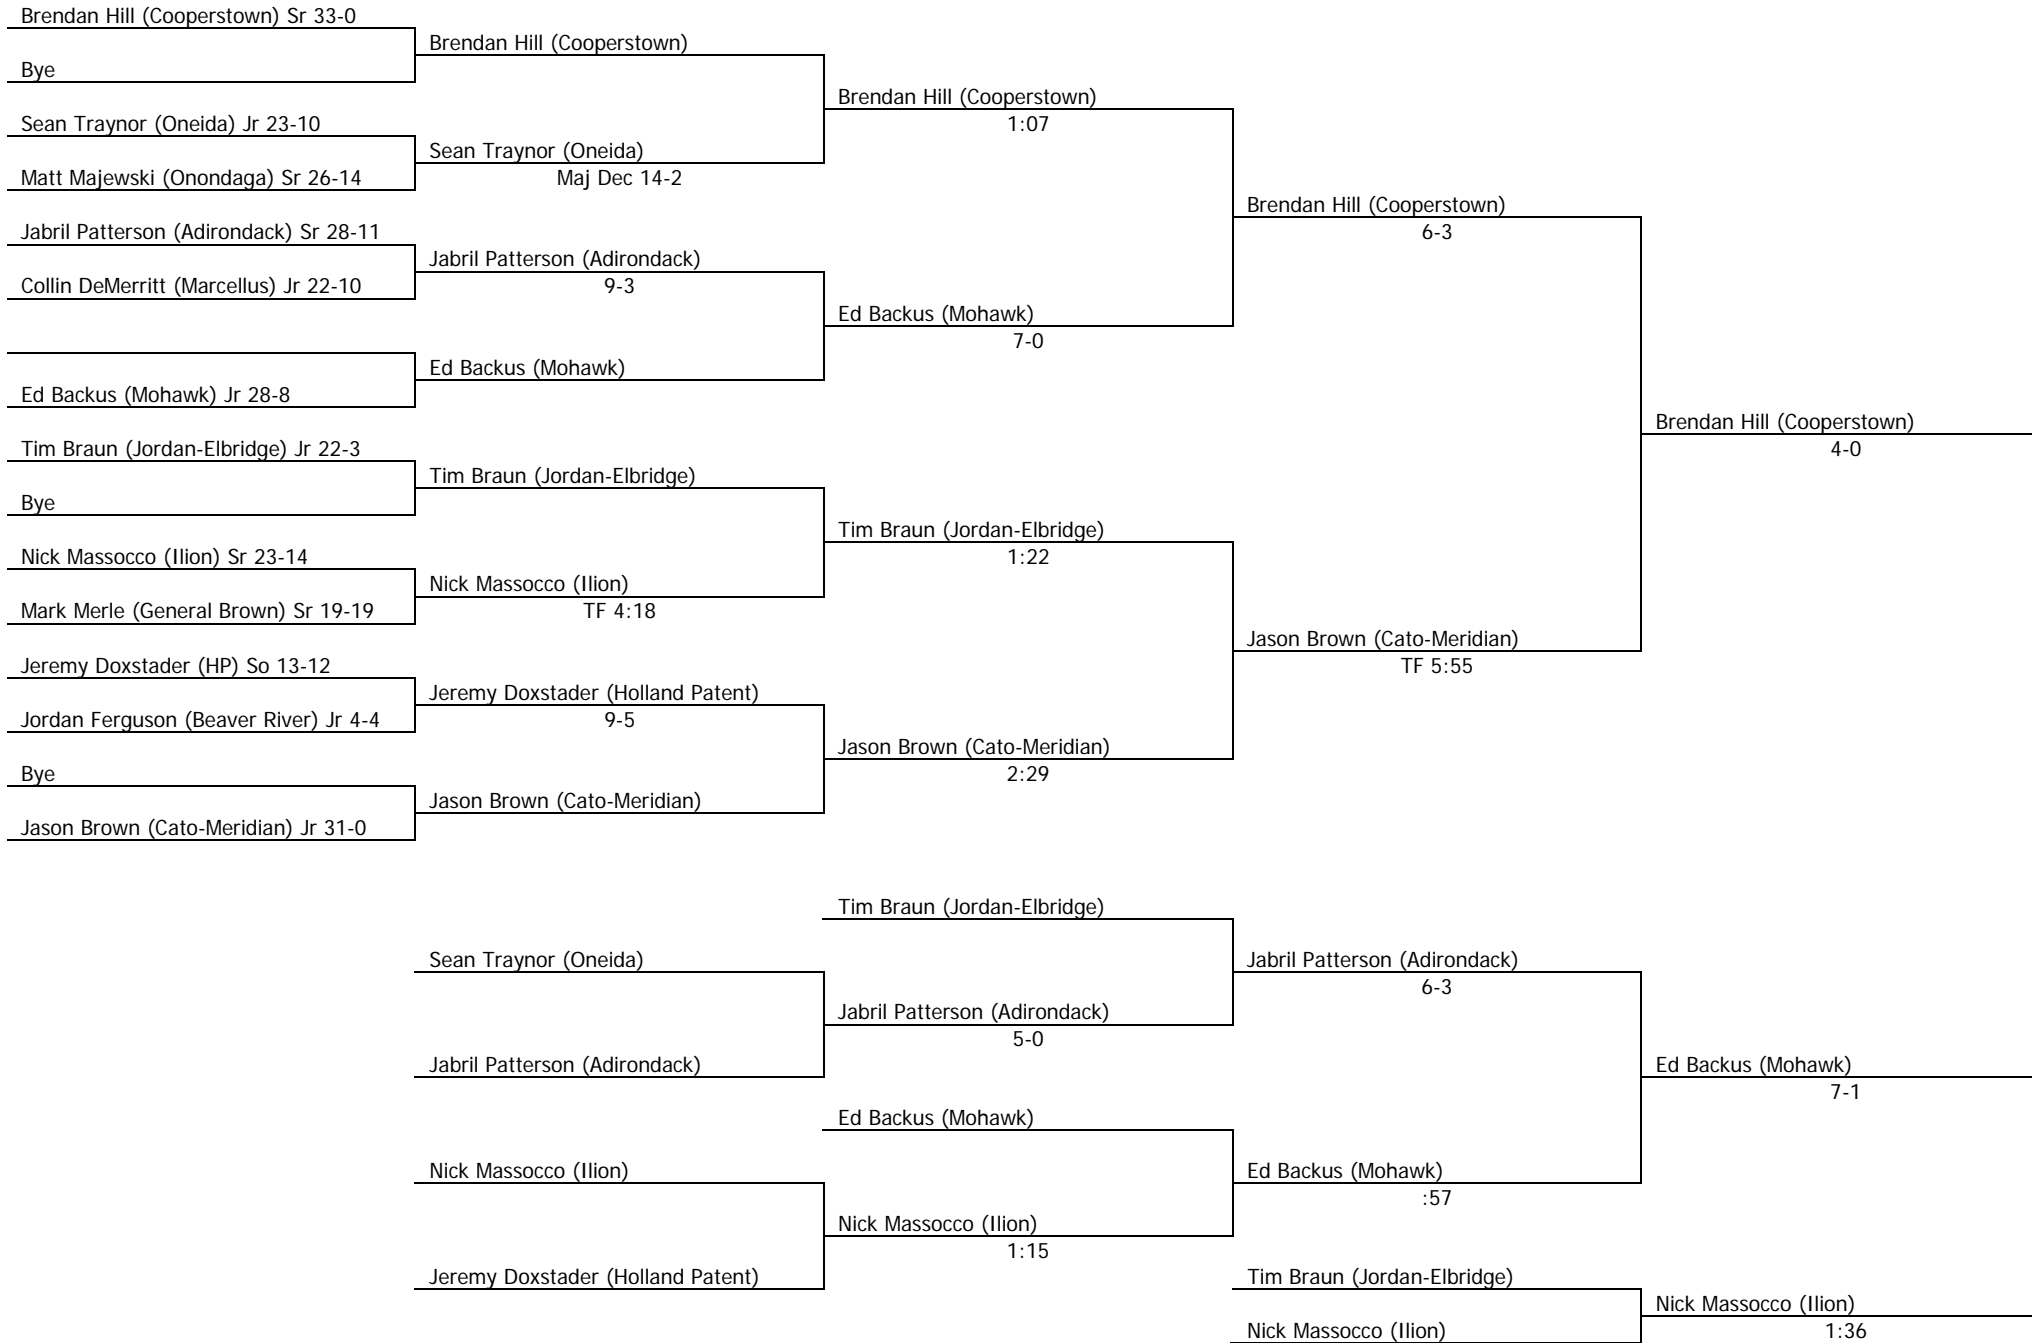 Brendan Hill (Cooperstown) Sr 33-0
Bye
Sean Traynor (Oneida) Jr 23-10
Matt Majewski (Onondaga) Sr 26-14
Jabril Patterson (Adirondack) Sr 28-11
Collin DeMerritt (Marcellus) Jr 22-10
Ed Backus (Mohawk) Jr 28-8
Tim Braun (Jordan-Elbridge) Jr 22-3
Bye
Nick Massocco (Ilion) Sr 23-14
Mark Merle (General Brown) Sr 19-19
Jeremy Doxstader (HP) So 13-12
Jordan Ferguson (Beaver River) Jr 4-4
Bye
Jason Brown (Cato-Meridian) Jr 31-0
Brendan Hill (Cooperstown)
Sean Traynor (Oneida)
Maj Dec 14-2
Jabril Patterson (Adirondack)
9-3
Ed Backus (Mohawk)
Tim Braun (Jordan-Elbridge)
Nick Massocco (Ilion)
TF 4:18
Jeremy Doxstader (Holland Patent)
9-5
Jason Brown (Cato-Meridian)
Brendan Hill (Cooperstown)
1:07
Ed Backus (Mohawk)
7-0
Tim Braun (Jordan-Elbridge)
1:22
Jason Brown (Cato-Meridian)
2:29
Brendan Hill (Cooperstown)
6-3
Jason Brown (Cato-Meridian)
TF 5:55
Brendan Hill (Cooperstown)
4-0
Sean Traynor (Oneida)
Jabril Patterson (Adirondack)
Nick Massocco (Ilion)
Jeremy Doxstader (Holland Patent)
Tim Braun (Jordan-Elbridge)
Jabril Patterson (Adirondack)
5-0
Ed Backus (Mohawk)
Nick Massocco (Ilion)
1:15
Jabril Patterson (Adirondack)
6-3
Ed Backus (Mohawk)
:57
Tim Braun (Jordan-Elbridge)
Nick Massocco (Ilion)
Ed Backus (Mohawk)
7-1
Nick Massocco (Ilion)
1:36